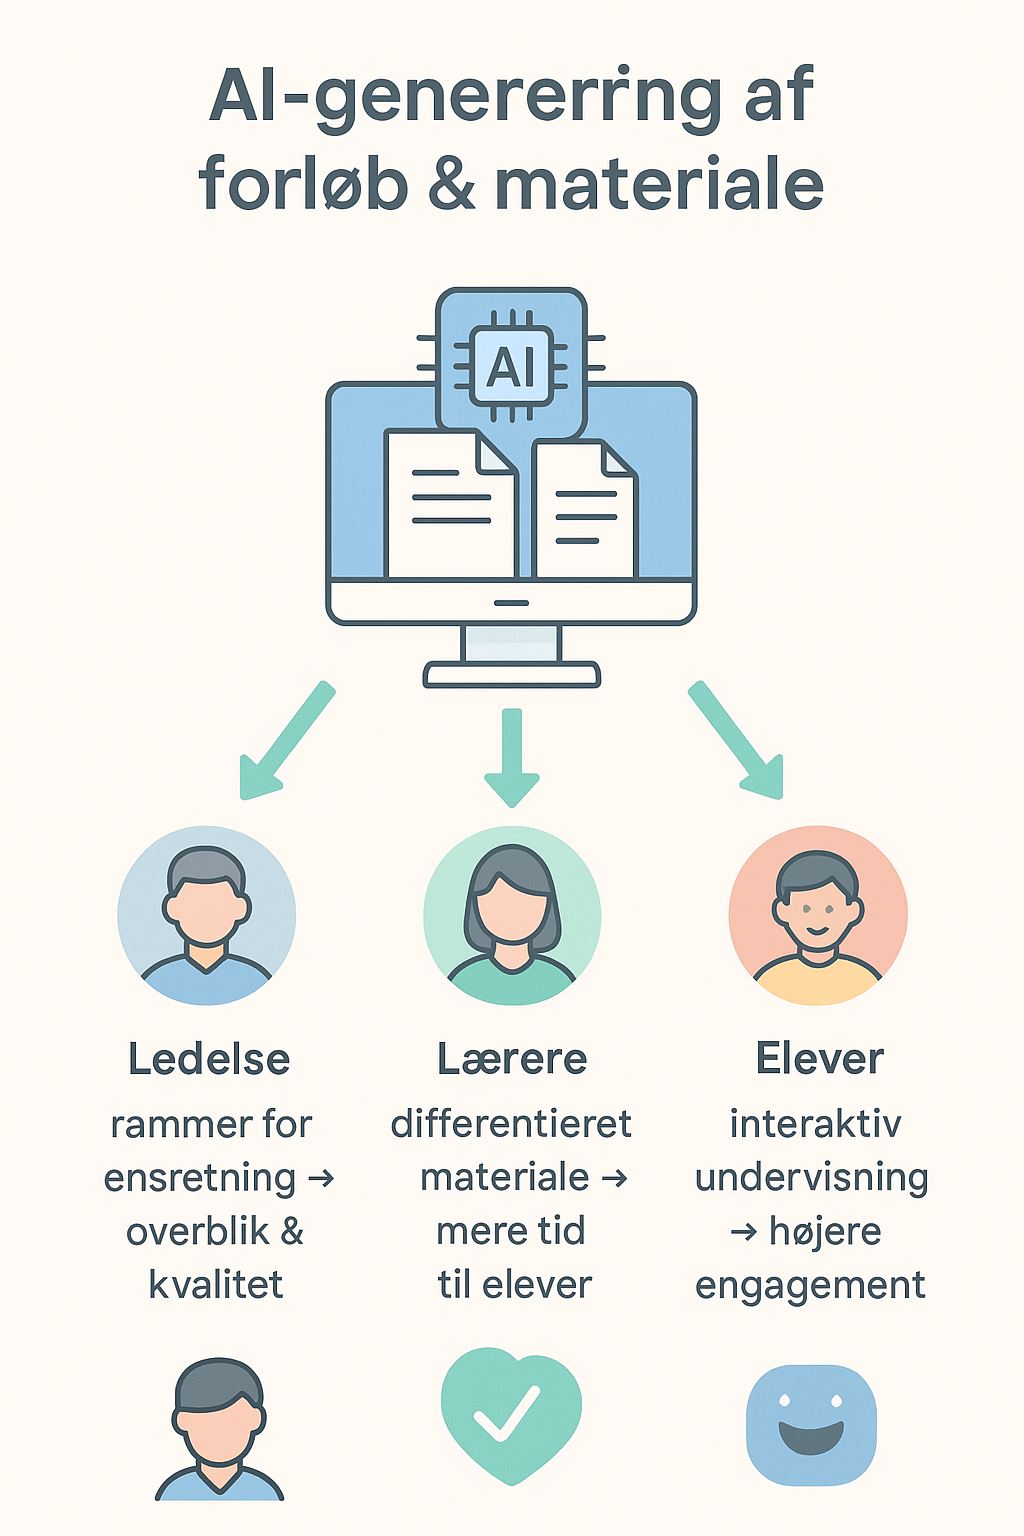 AI-genererrng af
forløb & materiale
AI
Ledelse
rammer for
ensretning →
overblik &
kvalitet
Lærere
differentieret
materiale →
mere tid
til elever
Elever
interaktiv
undervisning
→ højere
engagement